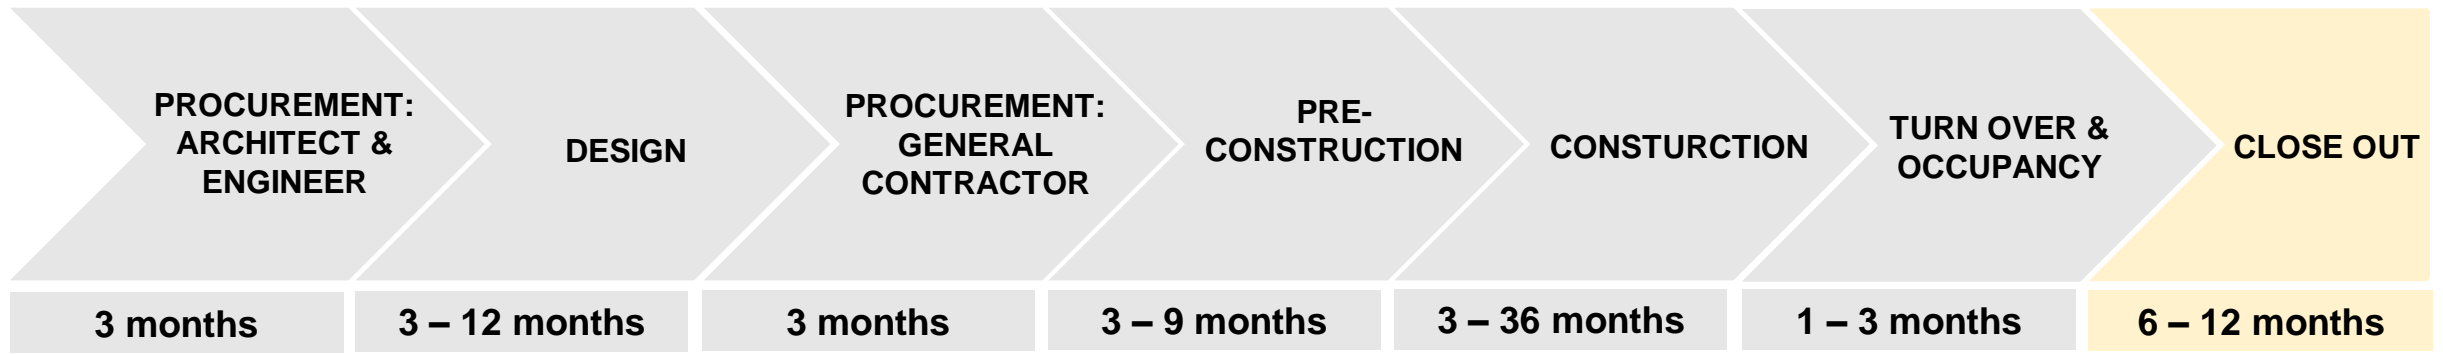 PROCUREMENT:
ARCHITECT &
ENGINEER
DESIGN
PROCUREMENT:
GENERAL
CONTRACTOR
PRE-
CONSTRUCTION
CONSTURCTION
TURN OVER &
OCCUPANCY
CLOSE OUT
3 months
3 – 12 months
3 months
3 – 9 months
3 – 36 months
1 – 3 months
6 – 12 months